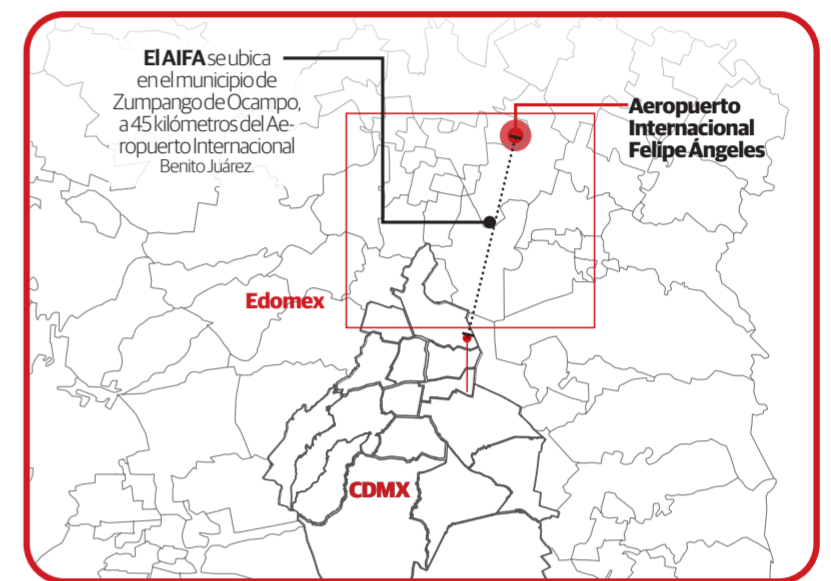 El AIFA se ubica
en el municipio de
Zumpango de Ocampo,
a 45 kilómetros del Ae-
ropuerto Internacional
Benito Juárez.
Aeropuerto
Internacional
Felipe Ángeles
Edomex
CDMX